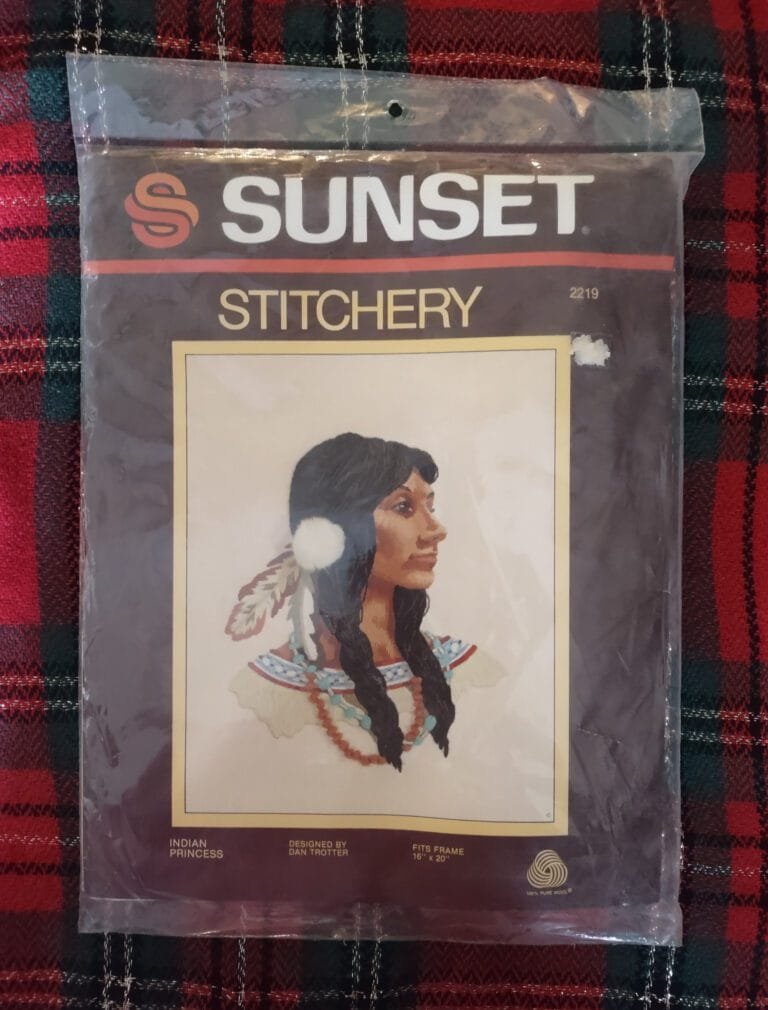 SUNSET®
STITCHERY
2219
INDIAN
PRINCESS
DESIGNED BY
DAN TROTTER
FITS FRAME
16" x 20"
100% PURE WOOL®